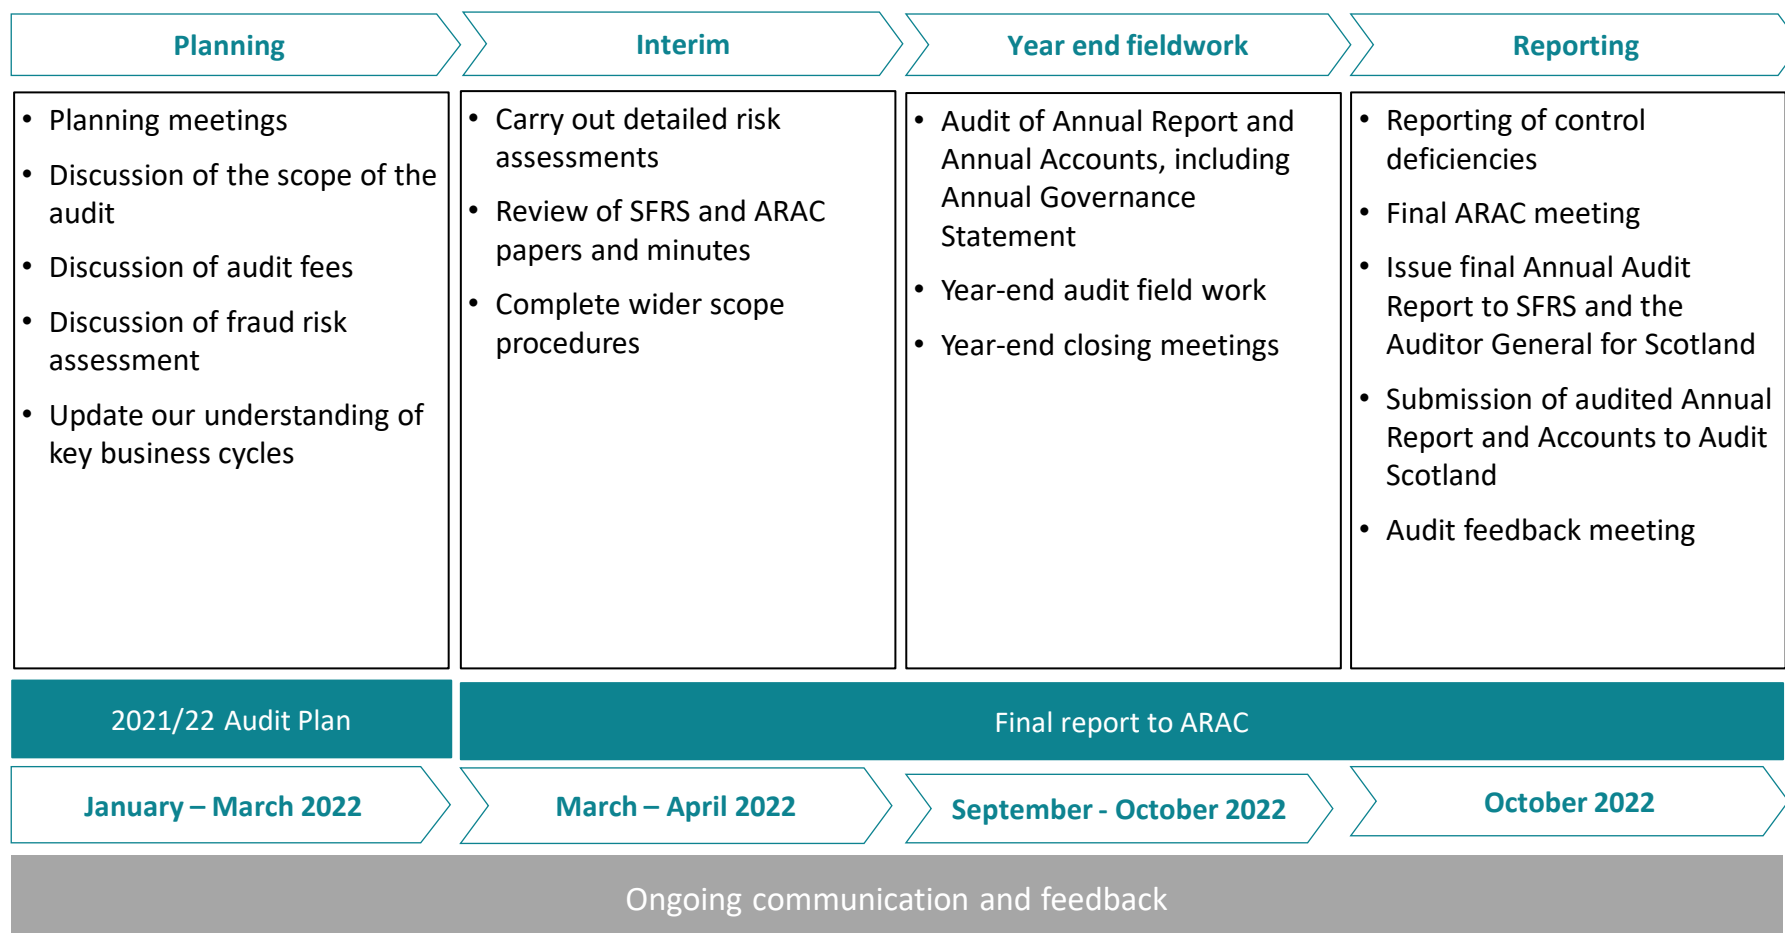 Planning
Interim
Year end fieldwork
Reporting
• Planning meetings
• Discussion of the scope of the
audit
• Discussion of audit fees
• Discussion of fraud risk
assessment
• Update our understanding of
key business cycles
• Carry out detailed risk
assessments
• Review of SFRS and ARAC
papers and minutes
• Complete wider scope
procedures
• Audit of Annual Report and
Annual Accounts, including
Annual Governance
Statement
• Year-end audit field work
• Year-end closing meetings
• Reporting of control
deficiencies
• Final ARAC meeting
• Issue final Annual Audit
Report to SFRS and the
Auditor General for Scotland
• Submission of audited Annual
Report and Accounts to Audit
Scotland
• Audit feedback meeting
2021/22 Audit Plan
Final report to ARAC
January – March 2022
March – April 2022
September - October 2022
October 2022
Ongoing communication and feedback